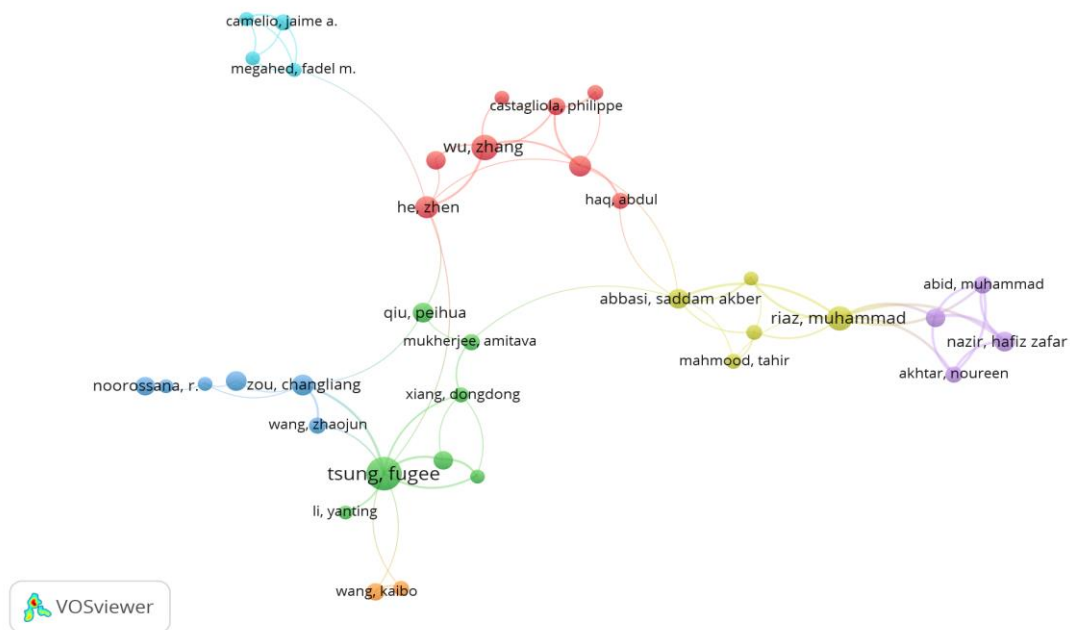 camelio, jaime a.
megahed, fadel m.
castagliola, philippe
wu, zhang
haq, abdul
he, zhen
abid, muhammad
abbasi, saddam akber
qiu, peihua
riaz, muhammad
mukherjee, amitava
nazir, hafiz zafar
mahmood, tahir
akhtar, noureen
noorossana, r.
zou, changliang
xiang, dongdong
wang, zhaojun
tsung, fugee
li, yanting
wang, kaibo
VOSviewer